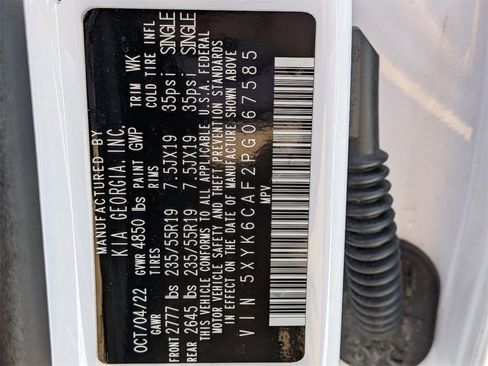 MANUFACTURED BY
KIA GEORGIA. INC.
OCT/04/22 GVWR 4850 lbs PAINT GWP TRIM WK
GAWR TIRES RIMS COLD TIRE INFL
FRONT 2777 lbs 235/55R19 7.5JX19 35psi SINGLE
REAR 2645 lbs 235/55R19 7.5JX19 35psi SINGLE
THIS VEHICLE CONFORMS TO ALL APPLICABLE U.S.A. FEDERAL
MOTOR VEHICLE SAFETY AND THEFT PREVENTION STANDARDS
IN EFFECT ON THE DATE OF MANUFACTURE SHOWN ABOVE
VIN 5XYK6CAF2PG067585
MPV